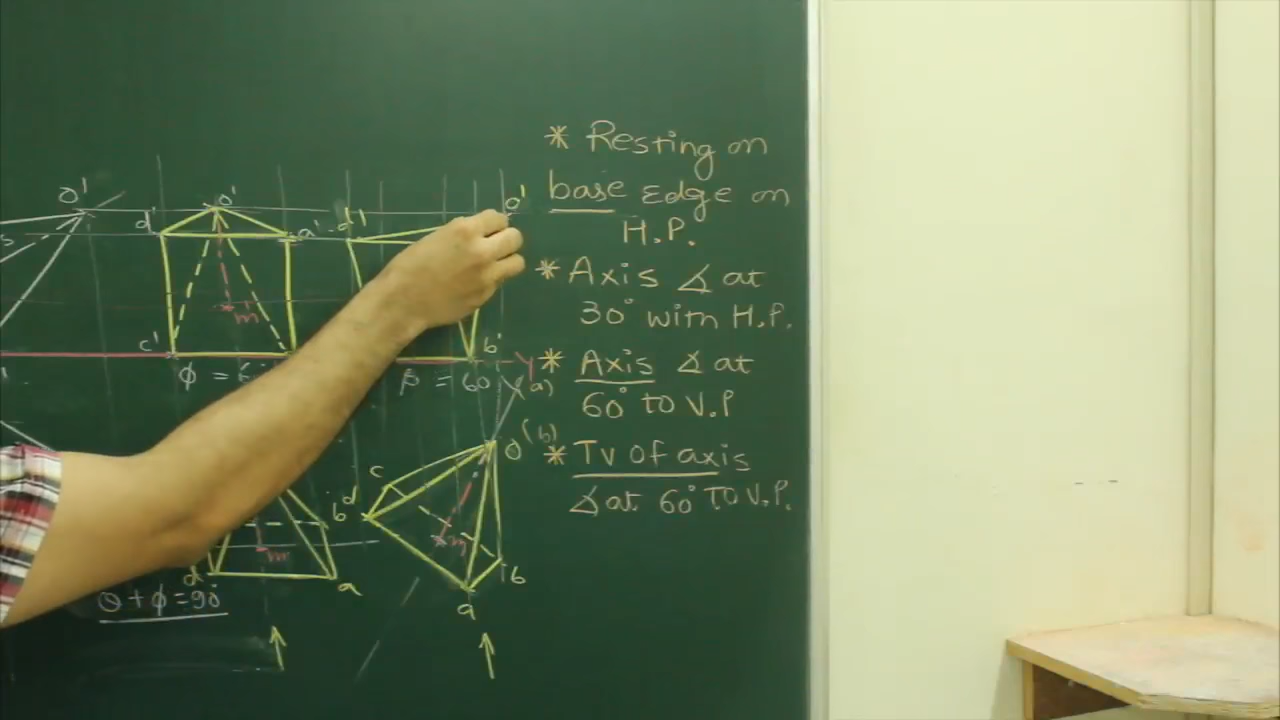 * Resting on
base Edge on
H.P.
* Axis ∡ at
30° with H.P.
* Axis ∡ at
60° TO V.P
* Tv Of axis
∡ at 60° TO V.P.
o'
o'
o'
d'
a'
d'
s
m'
c'
b'
Y
φ =
β = 60
(a)
o (b)
c
d
b
m
m
b
d
a
a
θ + φ = 90°